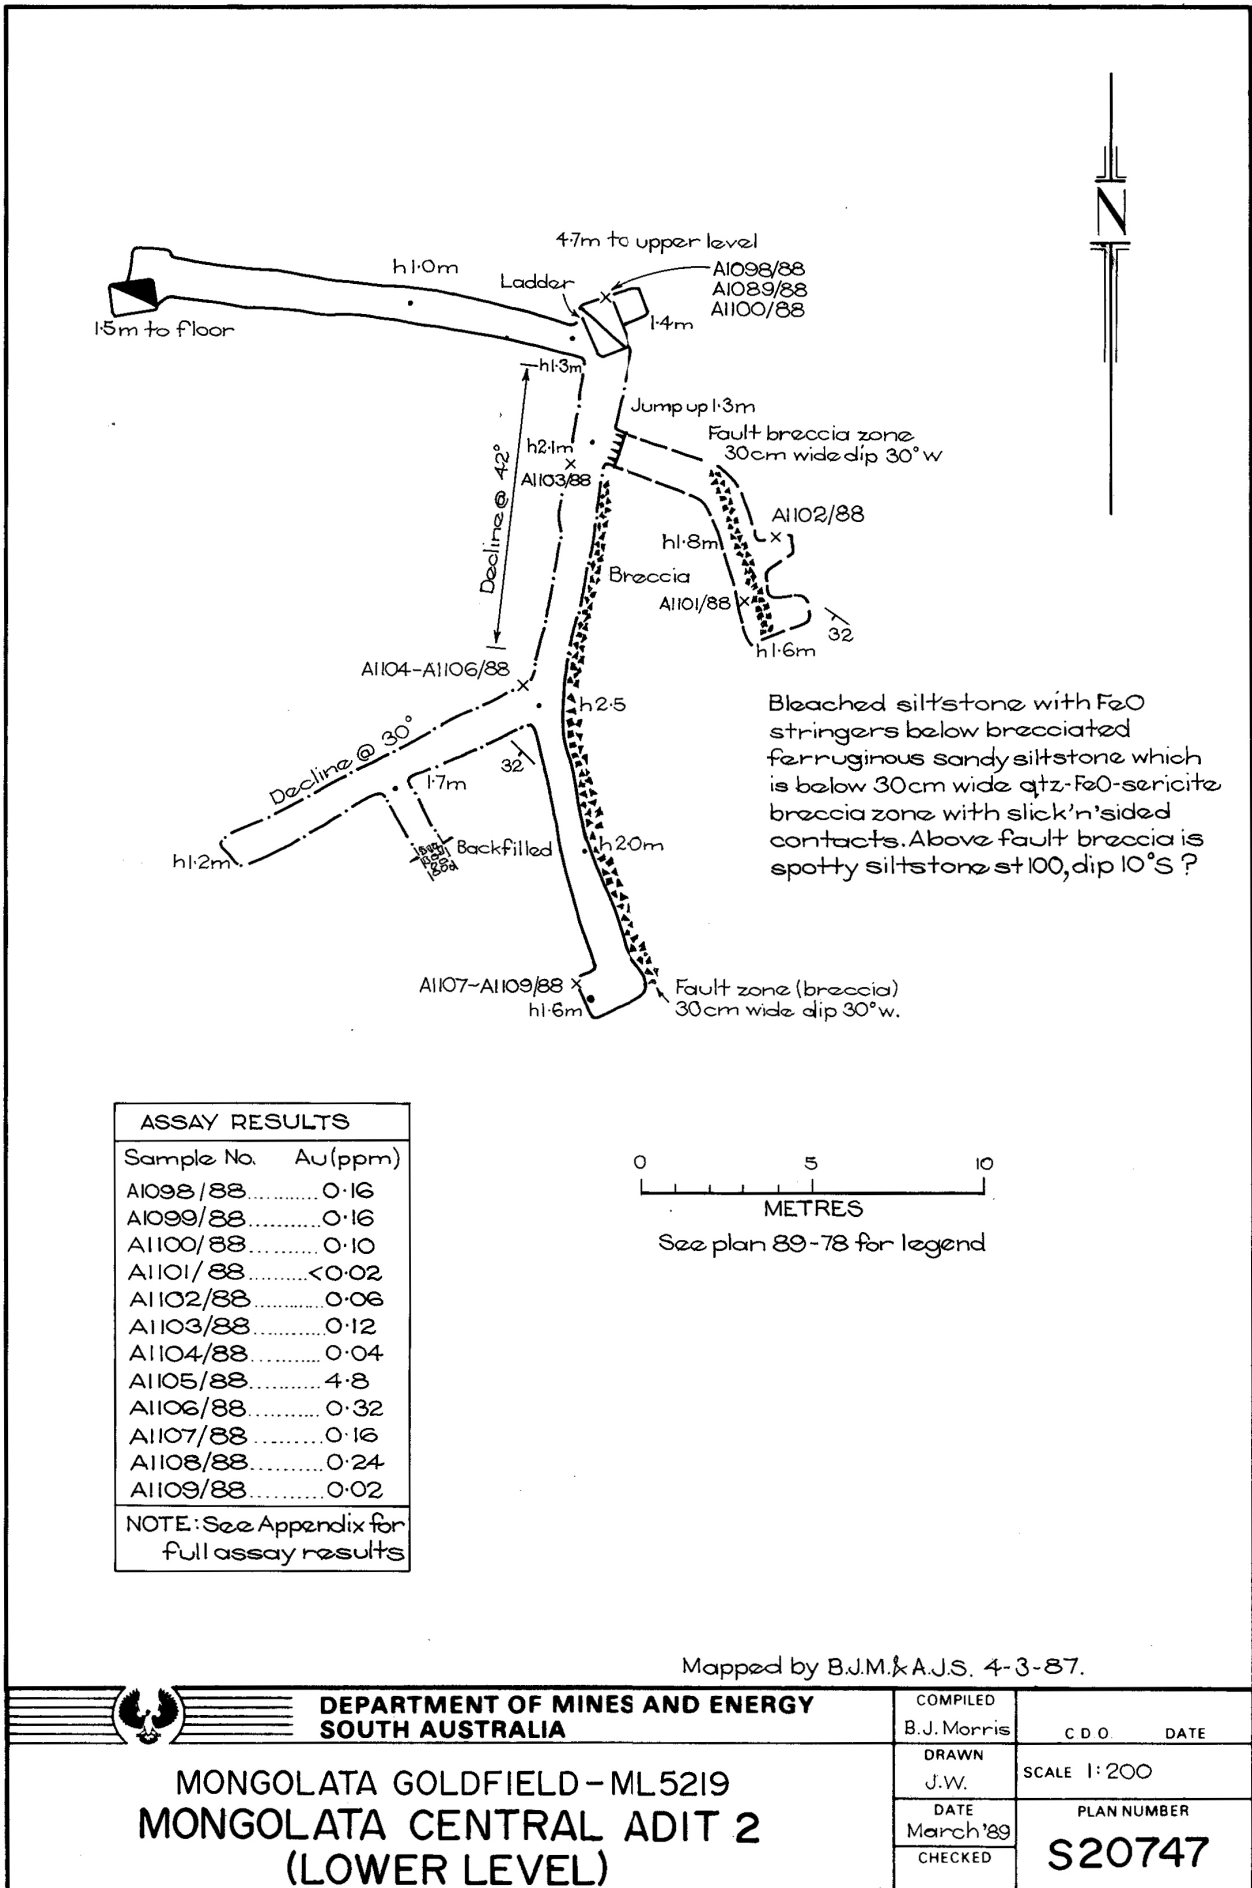 N
4·7m to upper level
A1098/88
A1089/88
A1100/88
h1·0m
Ladder
1·4m
1·5m to floor
h1·3m
Jump up 1·3m
Fault breccia zone
30cm wide dip 30°w
h2·1m
A1103/88
Decline @ 42°
A1102/88
h1·8m
Breccia
A1101/88
32
h1·6m
A1104-A1106/88
h2·5
Decline @ 30°
32
1·7m
Backfilled
h1·2m
h2·0m
Bleached siltstone with FeO
stringers below brecciated
ferruginous sandy siltstone which
is below 30cm wide qtz-FeO-sericite
breccia zone with slick'n'sided
contacts. Above fault breccia is
spotty siltstone st 100, dip 10°S ?
A1107-A1109/88
h1·6m
Fault zone (breccia)
30cm wide dip 30°w.
ASSAY RESULTS
Sample No. Au (ppm)
A1098/88............0·16
A1099/88...........0·16
A1100/88...........0·10
A1101/88.........<0·02
A1102/88............0·06
A1103/88...........0·12
A1104/88...........0·04
A1105/88...........4·8
A1106/88...........0·32
A1107/88...........0·16
A1108/88...........0·24
A1109/88...........0·02
NOTE: See Appendix for
full assay results
0 5 10
METRES
See plan 89-78 for legend
Mapped by B.J.M. & A.J.S. 4-3-87.
DEPARTMENT OF MINES AND ENERGY
SOUTH AUSTRALIA
MONGOLATA GOLDFIELD - ML5219
MONGOLATA CENTRAL ADIT 2
(LOWER LEVEL)
COMPILED
B.J. Morris
C D O DATE
DRAWN
J.W.
SCALE 1:200
DATE
March '89
PLAN NUMBER
S20747
CHECKED